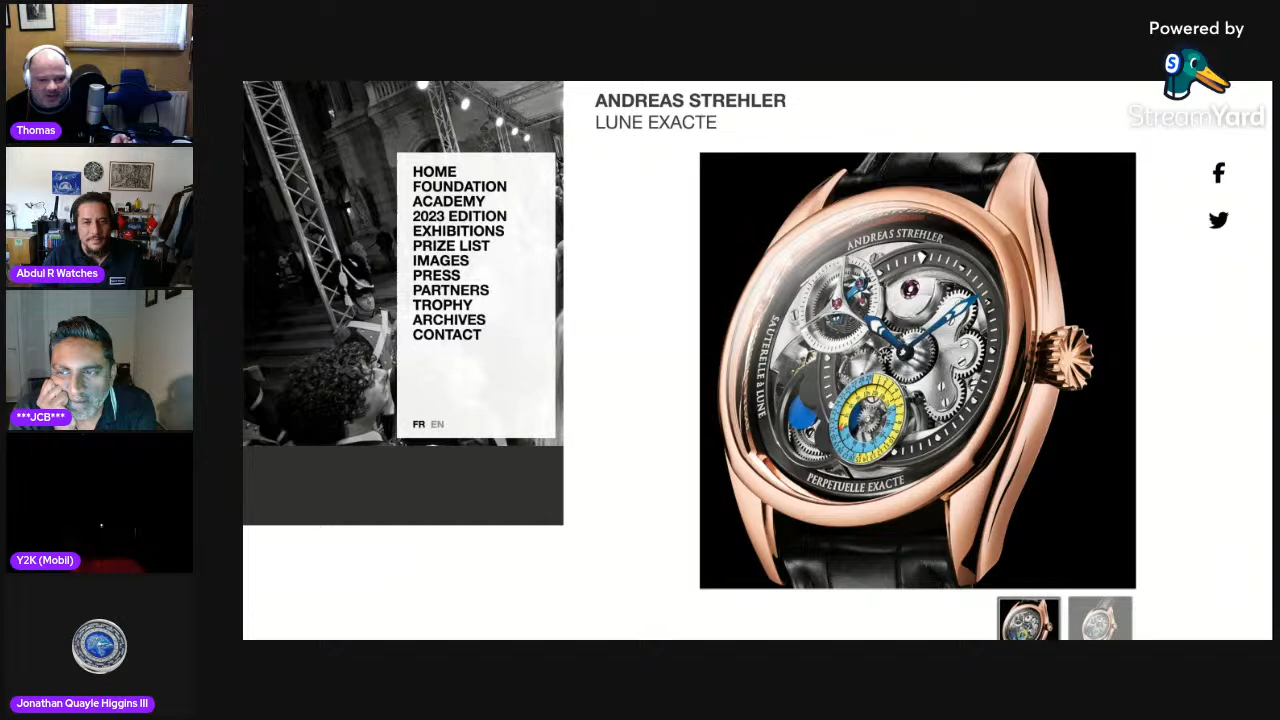 Thomas
Abdul R Watches
***JCB***
Y2K (Mobil)
Jonathan Quayle Higgins III
HOME
FOUNDATION
ACADEMY
2023 EDITION
EXHIBITIONS
PRIZE LIST
IMAGES
PRESS
PARTNERS
TROPHY
ARCHIVES
CONTACT
FR EN
ANDREAS STREHLER
LUNE EXACTE
ANDREAS STREHLER
SAUTERELLE à LUNE
PERPETUELLE EXACTE
Powered by
S
StreamYard